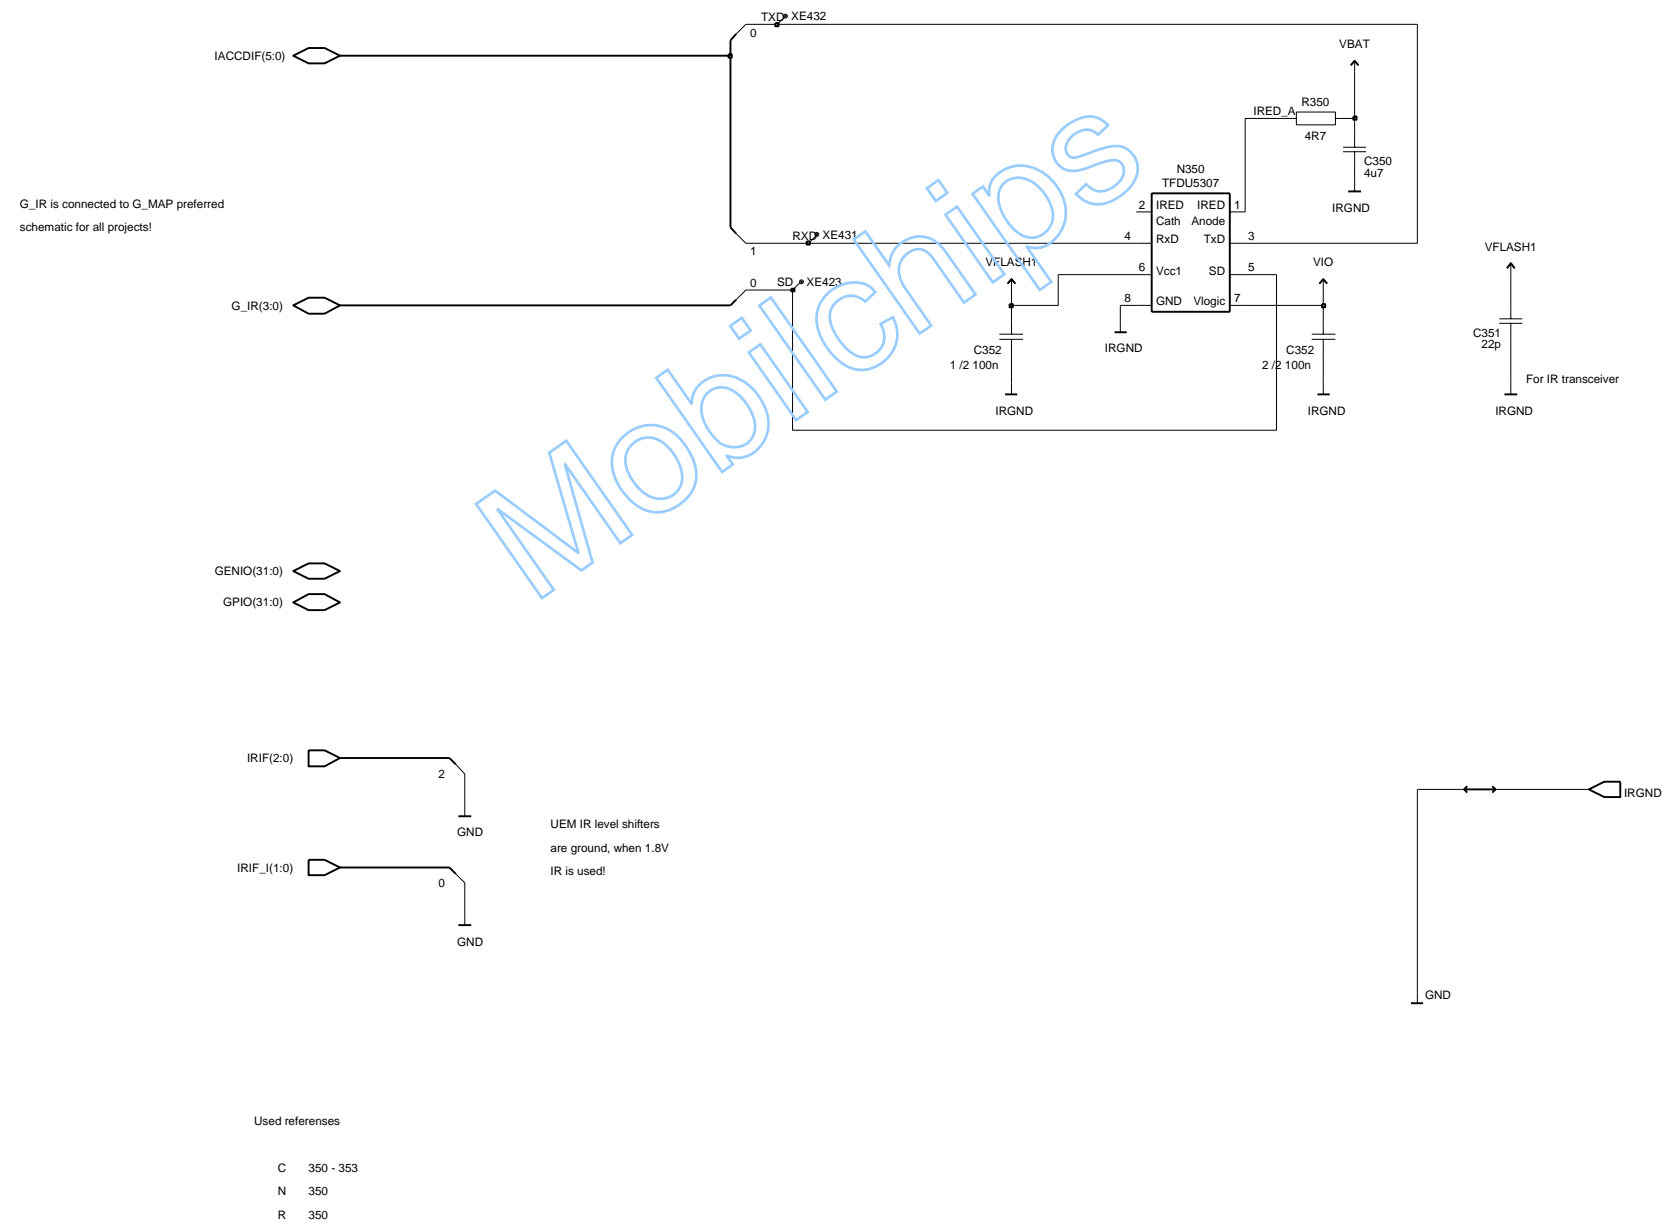 TXD XE432
0
IACCDIF(5:0)
VBAT
R350
IRED_A
4R7
C350
4u7
IRGND
N350
TFDU5307
2 IRED IRED 1
Cath Anode
4 RxD TxD 3
6 Vcc1 SD 5
8 GND Vlogic 7
G_IR is connected to G_MAP preferred
schematic for all projects!
RXD XE431
1
VFLASH1
VIO
VFLASH1
0 SD XE423
G_IR(3:0)
IRGND
C352
1 /2 100n
IRGND
C352
2 /2 100n
IRGND
C351
22p
For IR transceiver
IRGND
Mobilchips
GENIO(31:0)
GPIO(31:0)
IRIF(2:0)
2
GND
IRGND
UEM IR level shifters
are ground, when 1.8V
IR is used!
IRIF_I(1:0)
0
GND
GND
Used referenses
C 350 - 353
N 350
R 350